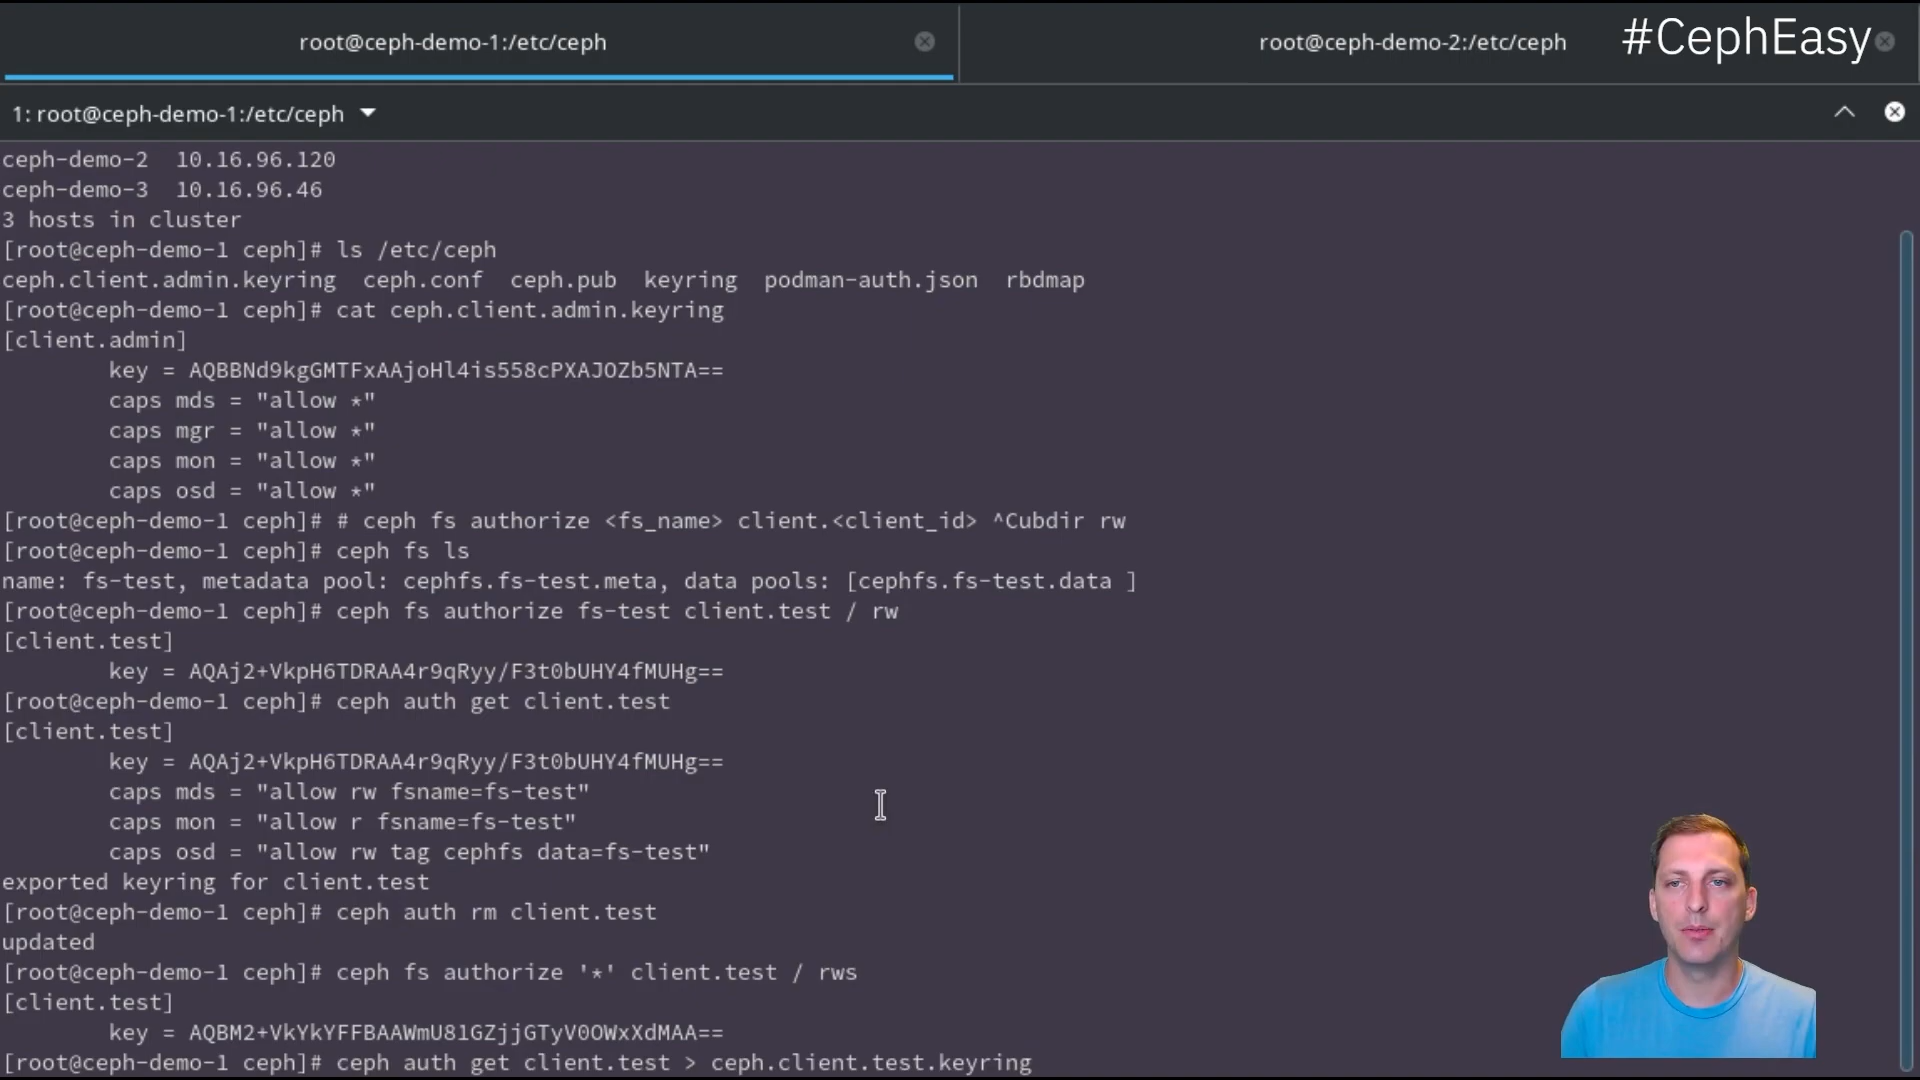 root@ceph-demo-1:/etc/ceph
root@ceph-demo-2:/etc/ceph
#CephEasy
1: root@ceph-demo-1:/etc/ceph
ceph-demo-2  10.16.96.120
ceph-demo-3  10.16.96.46
3 hosts in cluster
[root@ceph-demo-1 ceph]# ls /etc/ceph
ceph.client.admin.keyring  ceph.conf  ceph.pub  keyring  podman-auth.json  rbdmap
[root@ceph-demo-1 ceph]# cat ceph.client.admin.keyring
[client.admin]
        key = AQBBNd9kgGMTFxAAjoHl4is558cPXAJOZb5NTA==
        caps mds = "allow *"
        caps mgr = "allow *"
        caps mon = "allow *"
        caps osd = "allow *"
[root@ceph-demo-1 ceph]# # ceph fs authorize <fs_name> client.<client_id> ^Cubdir rw
[root@ceph-demo-1 ceph]# ceph fs ls
name: fs-test, metadata pool: cephfs.fs-test.meta, data pools: [cephfs.fs-test.data ]
[root@ceph-demo-1 ceph]# ceph fs authorize fs-test client.test / rw
[client.test]
        key = AQAj2+VkpH6TDRAA4r9qRyy/F3t0bUHY4fMUHg==
[root@ceph-demo-1 ceph]# ceph auth get client.test
[client.test]
        key = AQAj2+VkpH6TDRAA4r9qRyy/F3t0bUHY4fMUHg==
        caps mds = "allow rw fsname=fs-test"
        caps mon = "allow r fsname=fs-test"
        caps osd = "allow rw tag cephfs data=fs-test"
exported keyring for client.test
[root@ceph-demo-1 ceph]# ceph auth rm client.test
updated
[root@ceph-demo-1 ceph]# ceph fs authorize '*' client.test / rws
[client.test]
        key = AQBM2+VkYkYFFBAAWmU81GZjjGTyV0OWxXdMAA==
[root@ceph-demo-1 ceph]# ceph auth get client.test > ceph.client.test.keyring